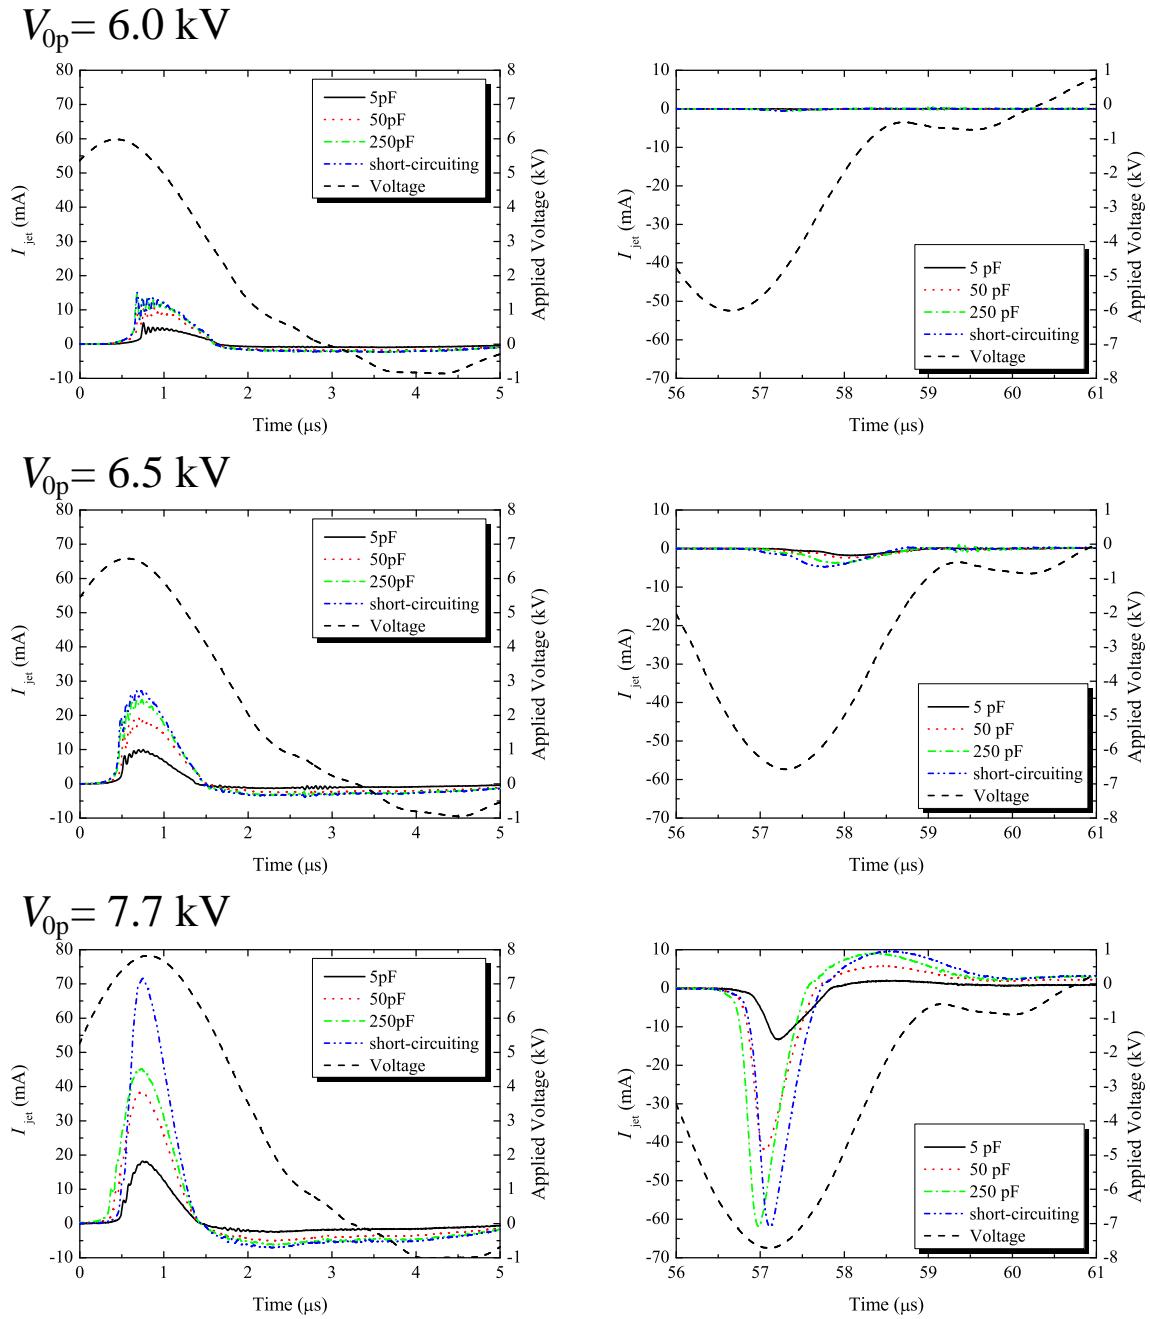 V0p= 6.0 kV
80 70 60 50 40 30 20 10 0 -10
I jet (mA)
8 7 6 5 4 3 2 1 0 -1
Applied Voltage (kV)
5pF
50pF
250pF
short-circuiting
Voltage
0 1 2 3 4 5
Time (μs)
10 0 -10 -20 -30 -40 -50 -60 -70
I jet (mA)
1 0 -1 -2 -3 -4 -5 -6 -7 -8
Applied Voltage (kV)
5 pF
50 pF
250 pF
short-circuiting
Voltage
56 57 58 59 60 61
Time (μs)
V0p= 6.5 kV
80 70 60 50 40 30 20 10 0 -10
I jet (mA)
8 7 6 5 4 3 2 1 0 -1
Applied Voltage (kV)
5pF
50pF
250pF
short-circuiting
Voltage
0 1 2 3 4 5
Time (μs)
10 0 -10 -20 -30 -40 -50 -60 -70
I jet (mA)
1 0 -1 -2 -3 -4 -5 -6 -7 -8
Applied Voltage (kV)
5 pF
50 pF
250 pF
short-circuiting
Voltage
56 57 58 59 60 61
Time (μs)
V0p= 7.7 kV
80 70 60 50 40 30 20 10 0 -10
I jet (mA)
8 7 6 5 4 3 2 1 0 -1
Applied Voltage (kV)
5pF
50pF
250pF
short-circuiting
Voltage
0 1 2 3 4 5
Time (μs)
10 0 -10 -20 -30 -40 -50 -60 -70
I jet (mA)
1 0 -1 -2 -3 -4 -5 -6 -7 -8
Applied Voltage (kV)
5 pF
50 pF
250 pF
short-circuiting
Voltage
56 57 58 59 60 61
Time (μs)